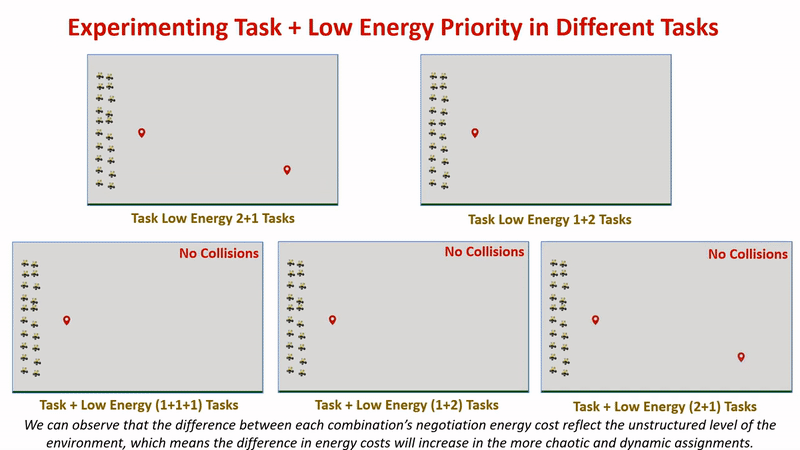 Experimenting Task + Low Energy Priority in Different Tasks
Task Low Energy 2+1 Tasks
Task Low Energy 1+2 Tasks
No Collisions
No Collisions
No Collisions
Task + Low Energy (1+1+1) Tasks
Task + Low Energy (1+2) Tasks
Task + Low Energy (2+1) Tasks
We can observe that the difference between each combination's negotiation energy cost reflect the unstructured level of the
environment, which means the difference in energy costs will increase in the more chaotic and dynamic assignments.